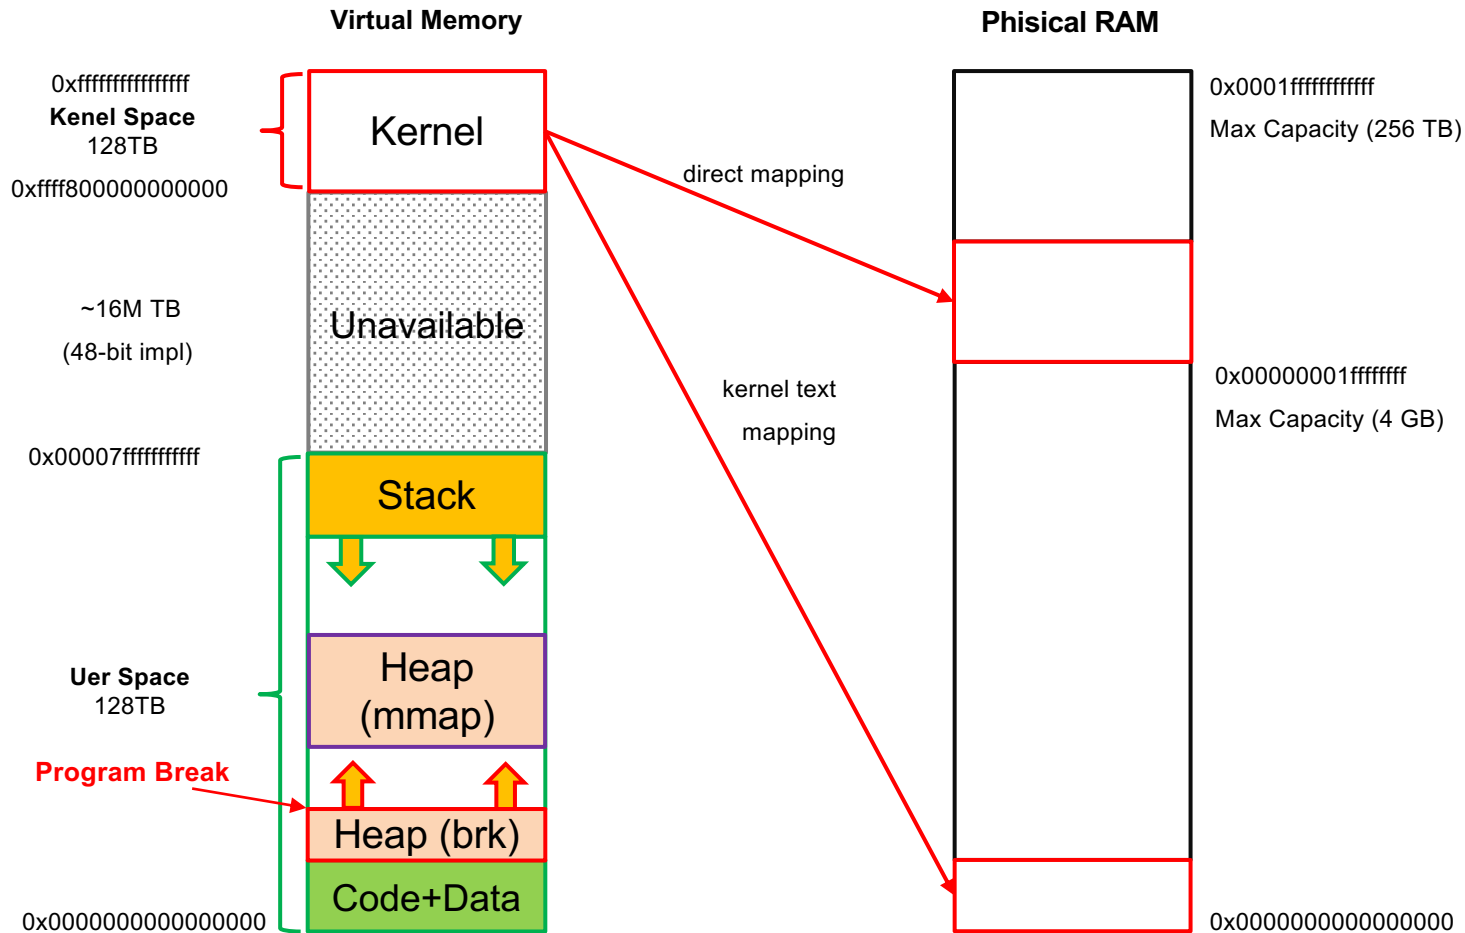 Virtual Memory
Phisical RAM
0xffffffffffffffff
Kenel Space
128TB
0xffff800000000000
Kernel
direct mapping
0x0001ffffffffffff
Max Capacity (256 TB)
~16M TB
(48-bit impl)
Unavailable
kernel text
mapping
0x00000001ffffffff
Max Capacity (4 GB)
0x00007fffffffffff
Stack
Uer Space
128TB
Heap
(mmap)
Program Break
Heap (brk)
Code+Data
0x0000000000000000
0x0000000000000000